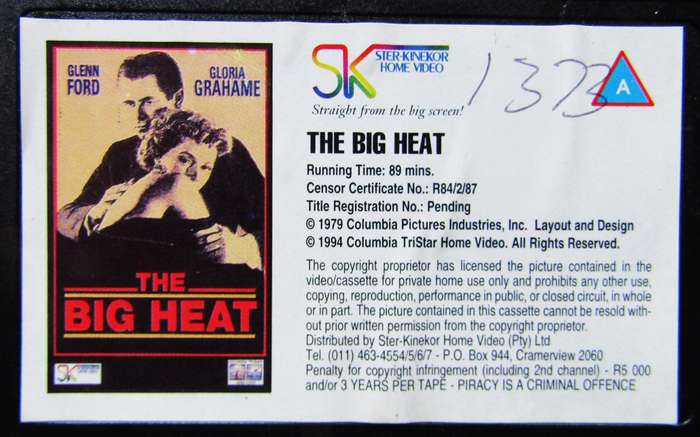 GLENN FORD
GLORIA GRAHAME
THE
BIG HEAT
SK
SK
STER-KINEKOR
HOME VIDEO
Straight from the big screen!
1373
A
THE BIG HEAT
Running Time: 89 mins.
Censor Certificate No.: R84/2/87
Title Registration No.: Pending
© 1979 Columbia Pictures Industries, Inc. Layout and Design
© 1994 Columbia TriStar Home Video. All Rights Reserved.
The copyright proprietor has licensed the picture contained in the
video/cassette for private home use only and prohibits any other use,
copying, reproduction, performance in public, or closed circuit, in whole
or in part. The picture contained in this cassette cannot be resold with-
out prior written permission from the copyright proprietor.
Distributed by Ster-Kinekor Home Video (Pty) Ltd
Tel. (011) 463-4554/5/6/7 - P.O. Box 944, Cramerview 2060
Penalty for copyright infringement (including 2nd channel) - R5 000
and/or 3 YEARS PER TAPE - PIRACY IS A CRIMINAL OFFENCE